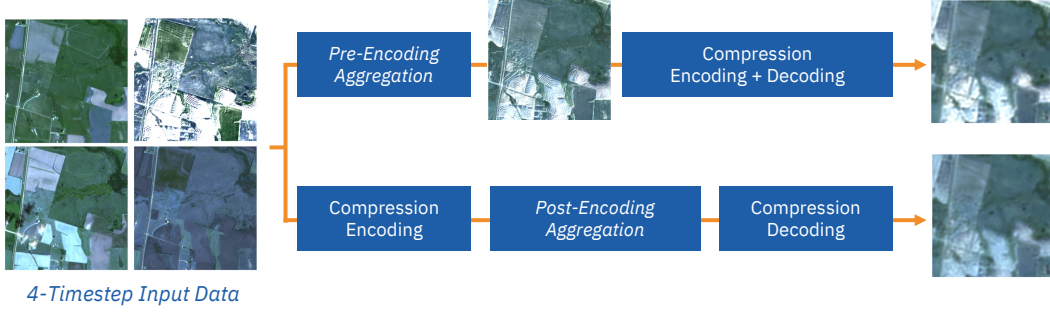 Pre-Encoding
Aggregation
Compression
Encoding + Decoding
Compression
Encoding
Post-Encoding
Aggregation
Compression
Decoding
4-Timestep Input Data